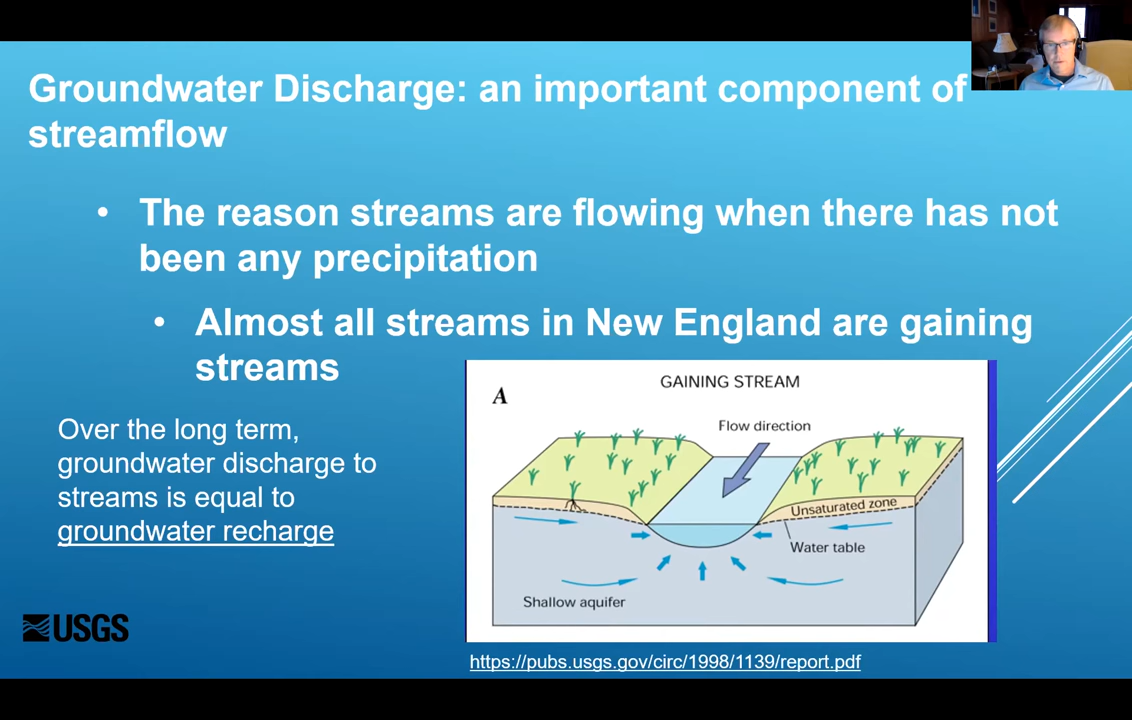 Groundwater Discharge: an important component of
streamflow
• The reason streams are flowing when there has not
been any precipitation
• Almost all streams in New England are gaining
streams
Over the long term,
groundwater discharge to
streams is equal to
groundwater recharge
A
GAINING STREAM
Flow direction
Unsaturated zone
Water table
Shallow aquifer
USGS
https://pubs.usgs.gov/circ/1998/1139/report.pdf